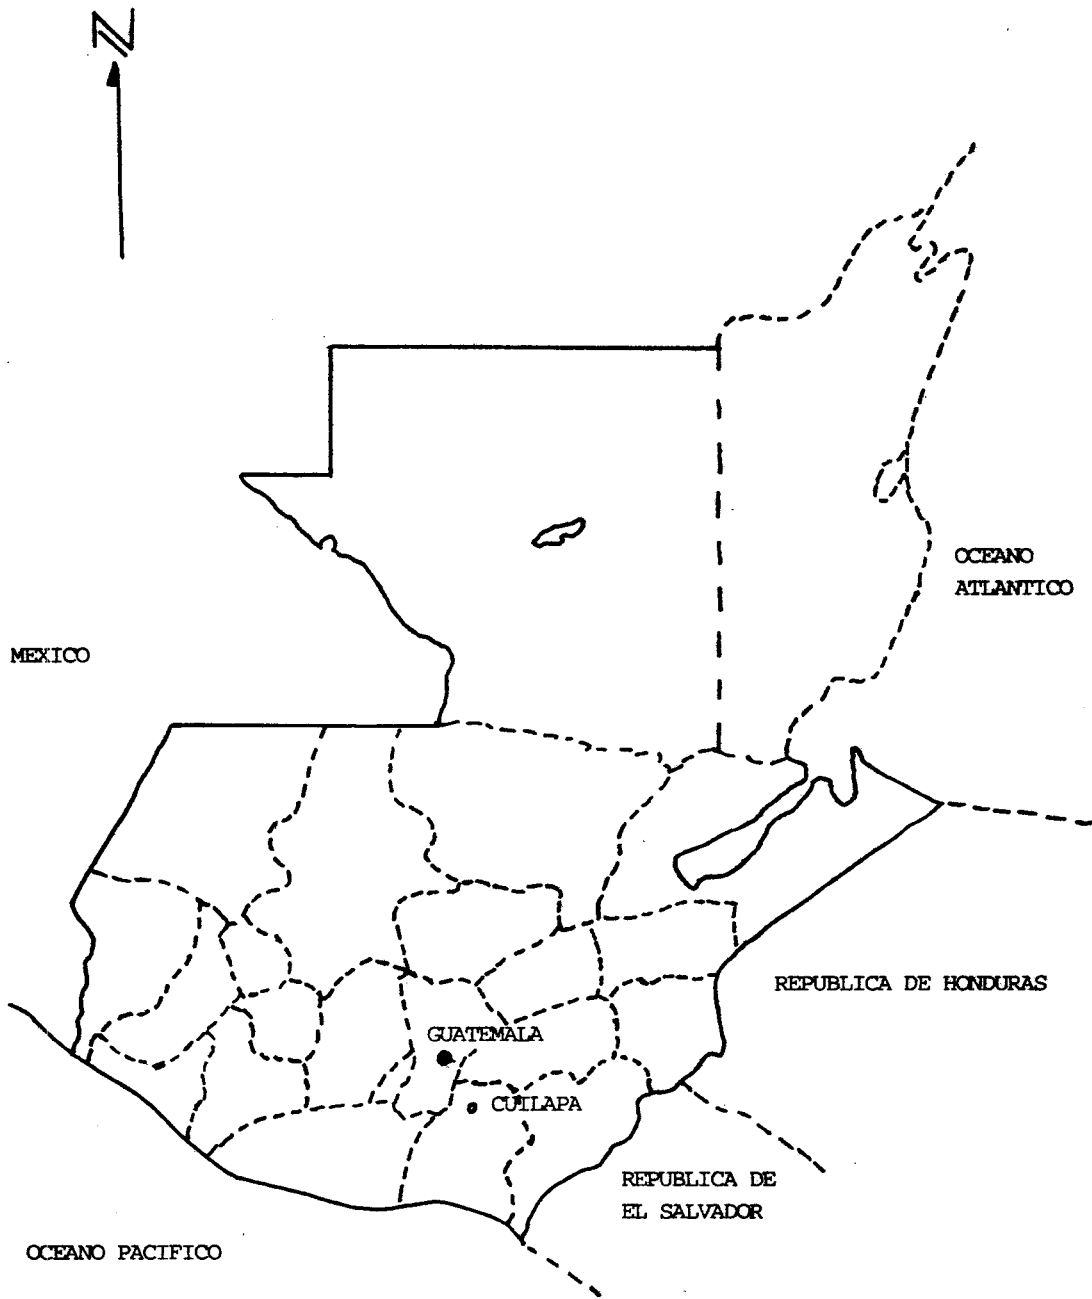 N
OCEANO
ATLANTICO
MEXICO
REPUBLICA DE HONDURAS
GUATEMALA
CUILAPA
REPUBLICA DE
EL SALVADOR
OCEANO PACIFICO